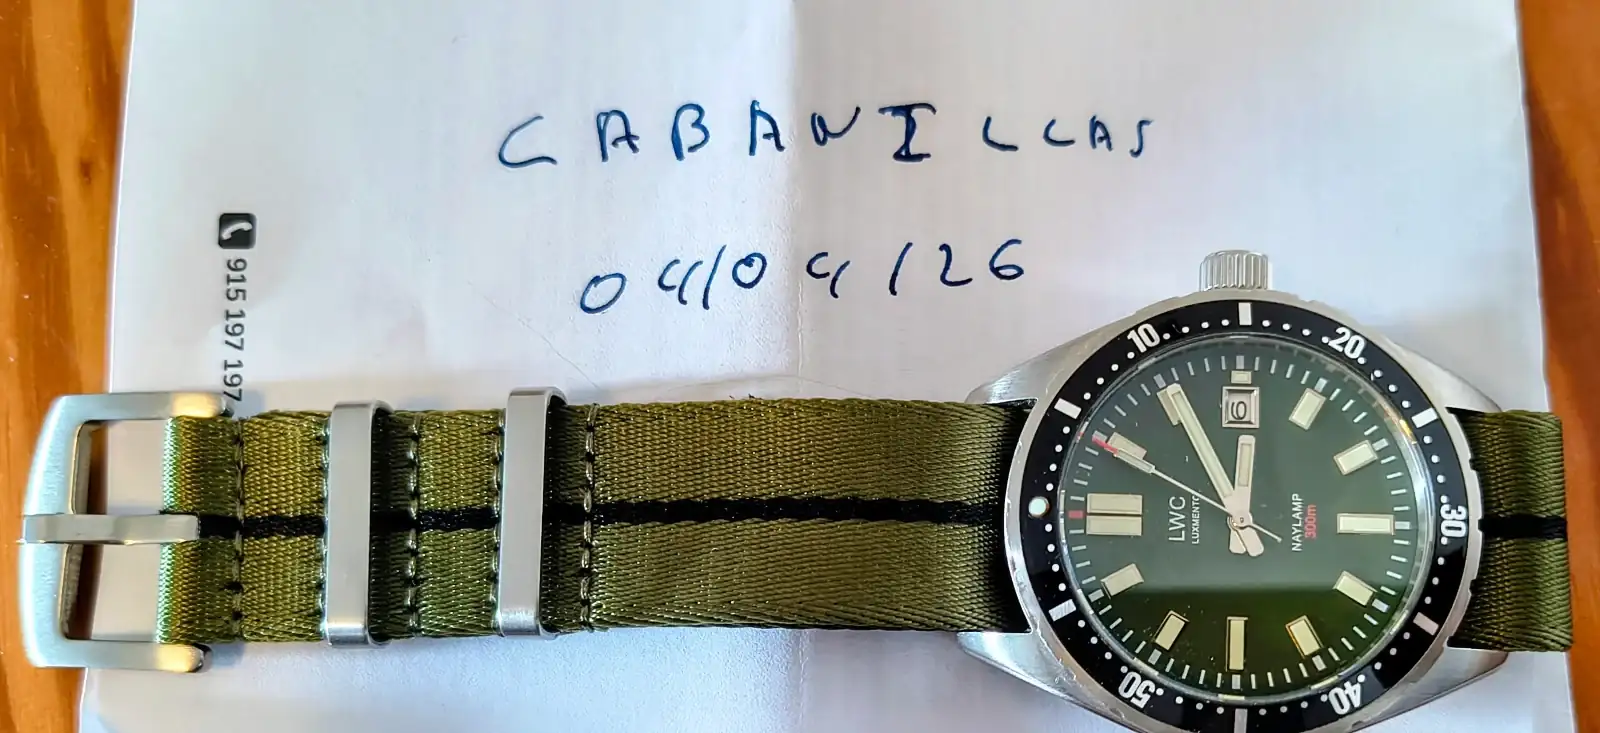 CABANILLAS
04/04/26
915 197 197
10
20
30
40
50
6
LWC
LUXMENTO
NAYLAMP
300m